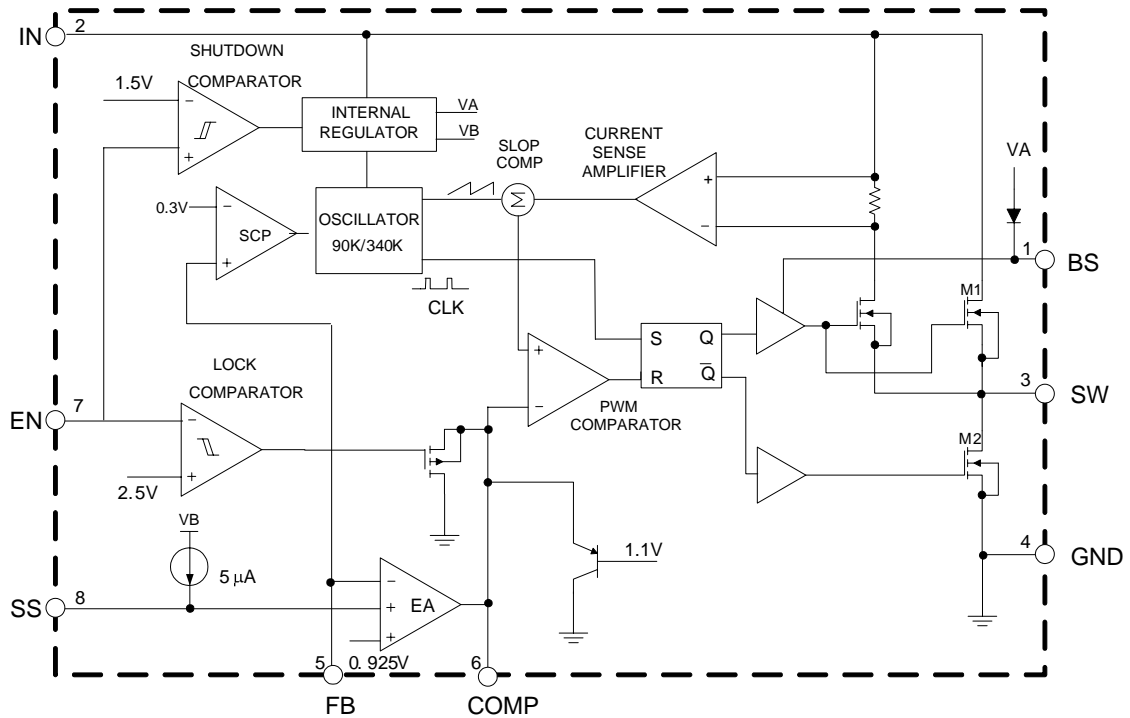 IN
2
SHUTDOWN
COMPARATOR
1.5V
−
+
INTERNAL
REGULATOR
VA
VB
SLOP
COMP
Σ
CURRENT
SENSE
AMPLIFIER
+
−
VA
0.3V
−
SCP
+
OSCILLATOR
90K/340K
CLK
1
BS
M1
S
Q
R
Q̅
+
−
PWM
COMPARATOR
LOCK
COMPARATOR
EN
7
−
+
2.5V
3
SW
M2
VB
5 μA
1.1V
4
GND
SS
8
−
+
+
EA
0. 925V
5
6
FB
COMP